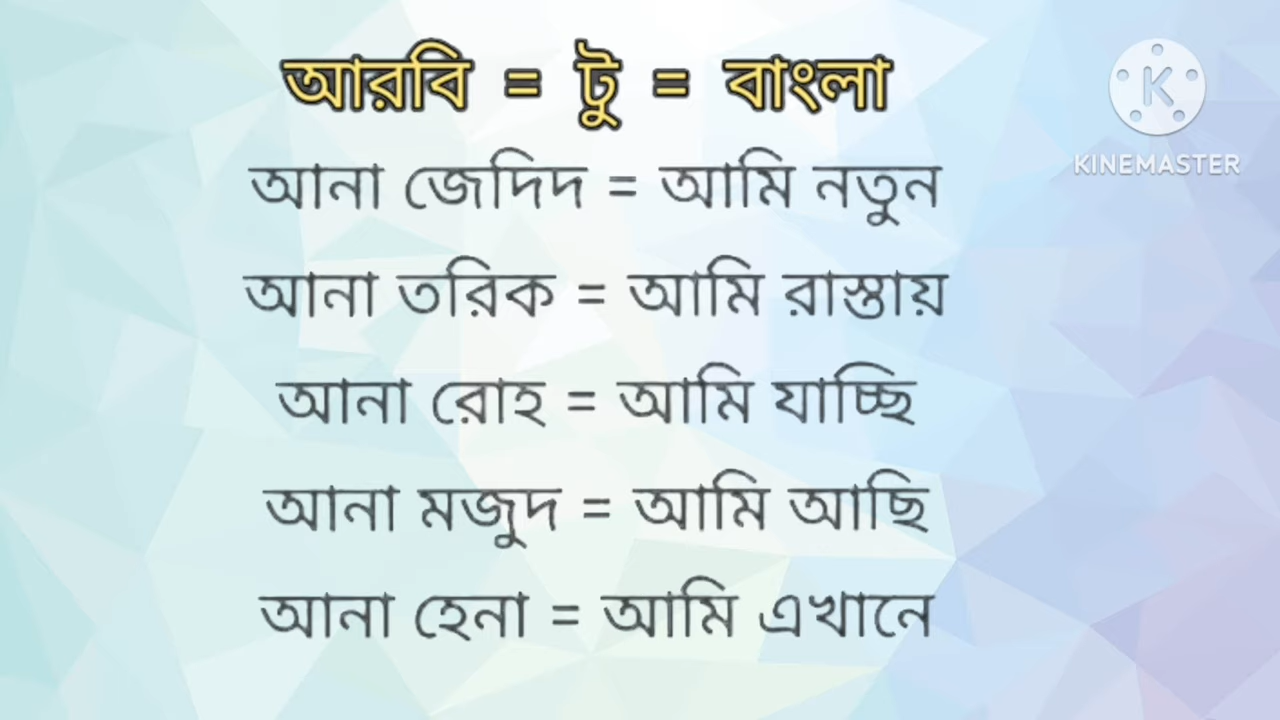 আরবি = টু = বাংলা
KINEMASTER
আনা জেদিদ = আমি নতুন
আনা তরিক = আমি রাস্তায়
আনা রোহ = আমি যাচ্ছি
আনা মজুদ = আমি আছি
আনা হেনা = আমি এখানে